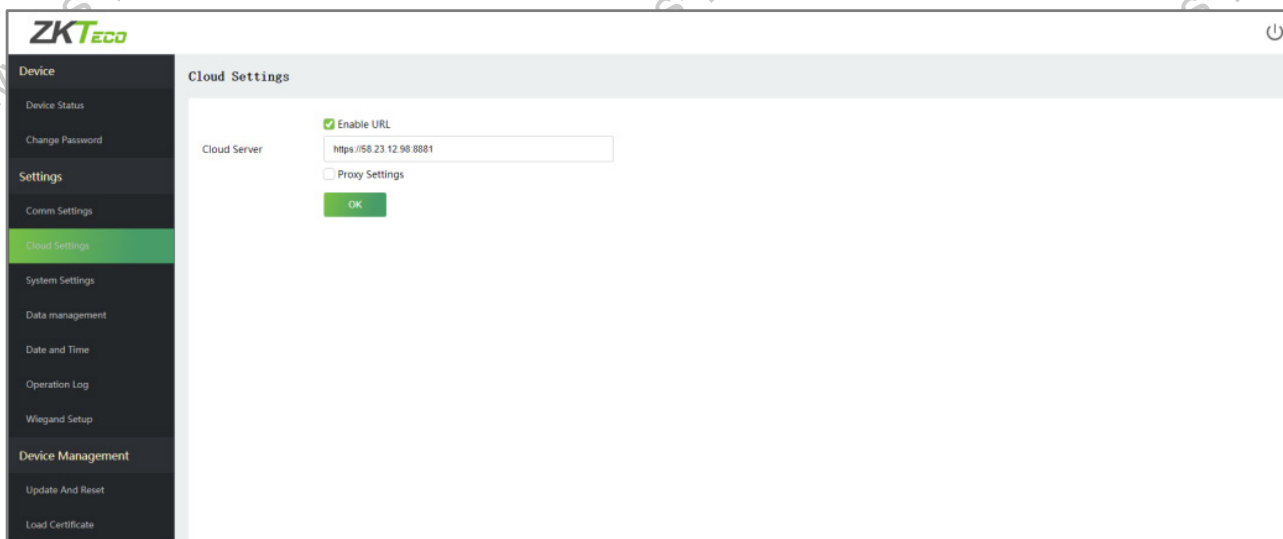 ZKTeco
Device
Cloud Settings
Device Status
Enable URL
Change Password
Cloud Server
https://58.23.12.98:8881
Settings
Proxy Settings
Comm Settings
OK
Cloud Settings
System Settings
Data management
Date and Time
Operation Log
Wiegand Setup
Device Management
Update And Reset
Load Certificate